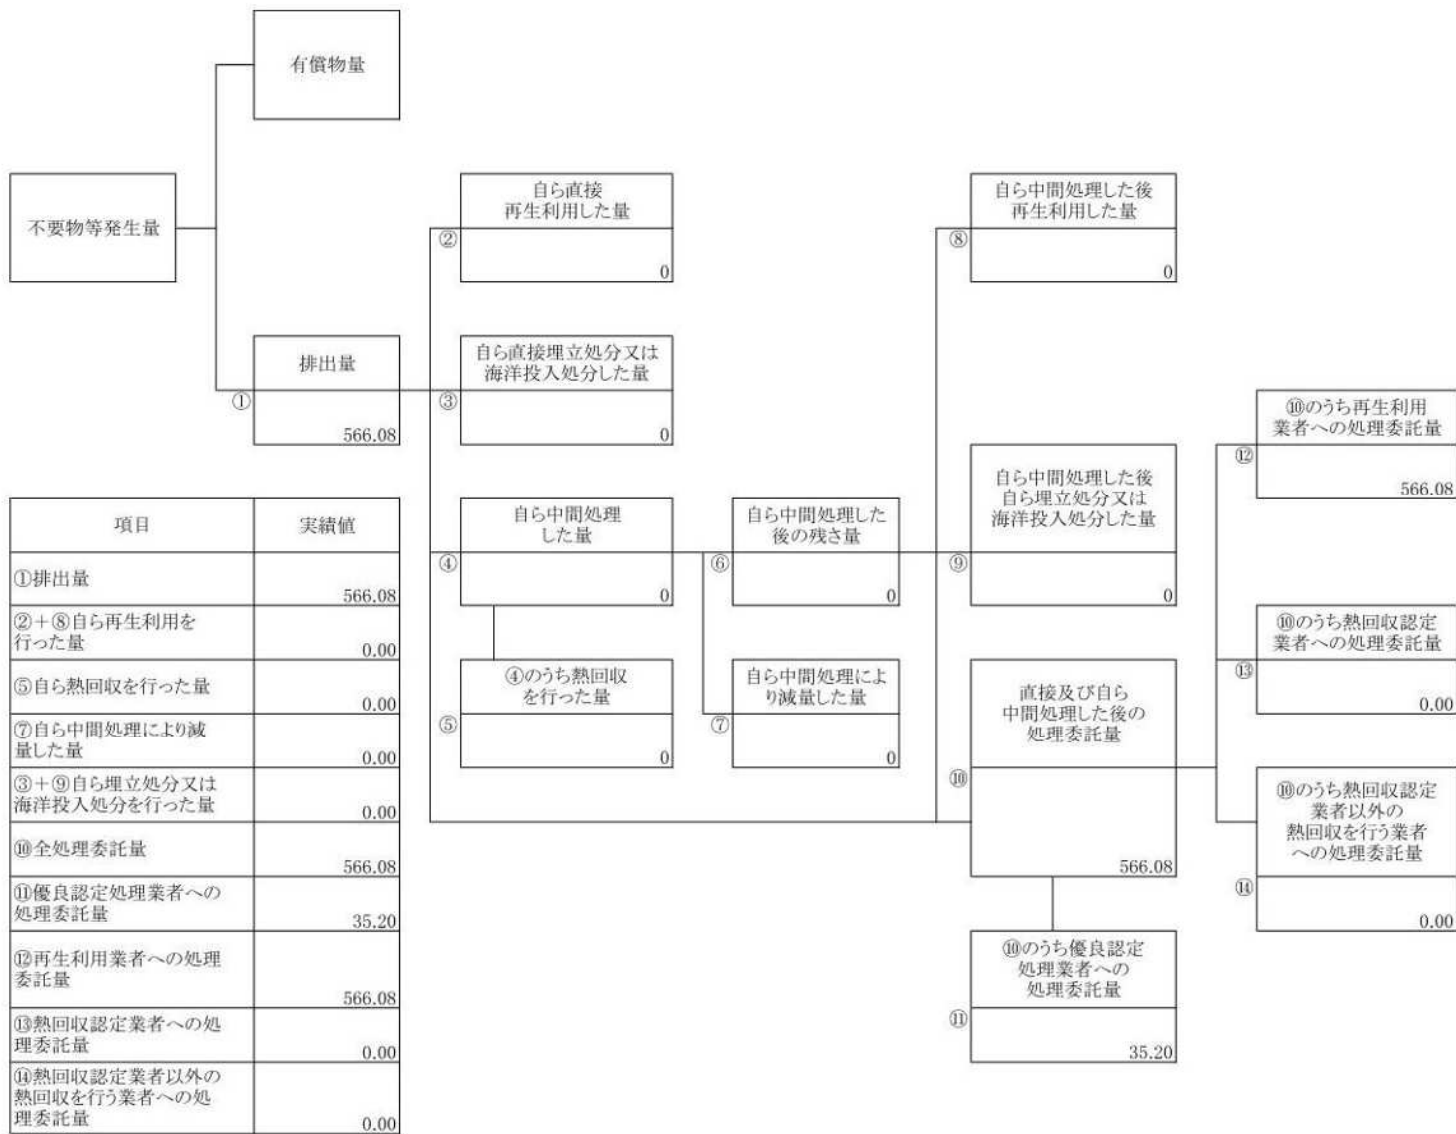 有償物量
不要物等発生量
自ら直接
再生利用した量
②
0
自ら中間処理した後
再生利用した量
⑧
0
排出量
①
566.08
自ら直接埋立処分又は
海洋投入処分した量
③
0
⑩のうち再生利用
業者への処理委託量
⑫
566.08
自ら中間処理
した量
④
0
自ら中間処理した
後の残さ量
⑥
0
自ら中間処理した後
自ら埋立処分又は
海洋投入処分した量
⑨
0
⑩のうち熱回収認定
業者への処理委託量
⑬
0.00
④のうち熱回収
を行った量
⑤
0
自ら中間処理によ
り減量した量
⑦
0
直接及び自ら
中間処理した後の
処理委託量
⑩
566.08
⑩のうち熱回収認定
業者以外の
熱回収を行う業者
への処理委託量
⑭
0.00
⑩のうち優良認定
処理業者への
処理委託量
⑪
35.20
項目 実績値
①排出量
566.08
②+⑧自ら再生利用を
行った量
0.00
⑤自ら熱回収を行った量
0.00
⑦自ら中間処理により減
量した量
0.00
③+⑨自ら埋立処分又は
海洋投入処分を行った量
0.00
⑩全処理委託量
566.08
⑪優良認定処理業者への
処理委託量
35.20
⑫再生利用業者への処理
委託量
566.08
⑬熱回収認定業者への処
理委託量
0.00
⑭熱回収認定業者以外の
熱回収を行う業者への処
理委託量
0.00